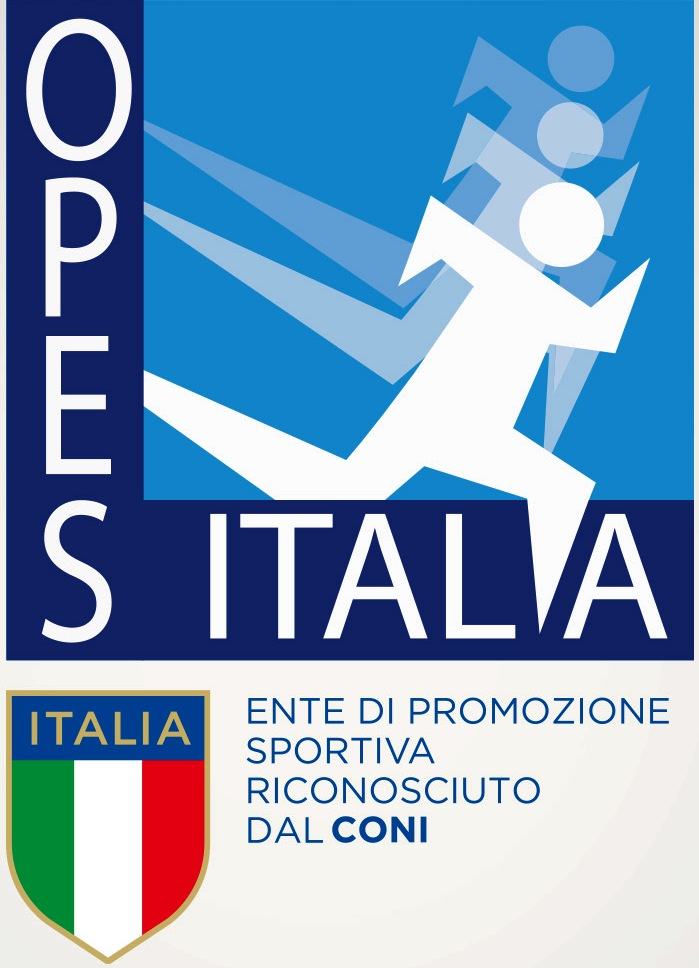 OPES
ITALIA
ITALIA
ENTE DI PROMOZIONE
SPORTIVA
RICONOSCIUTO
DAL CONI